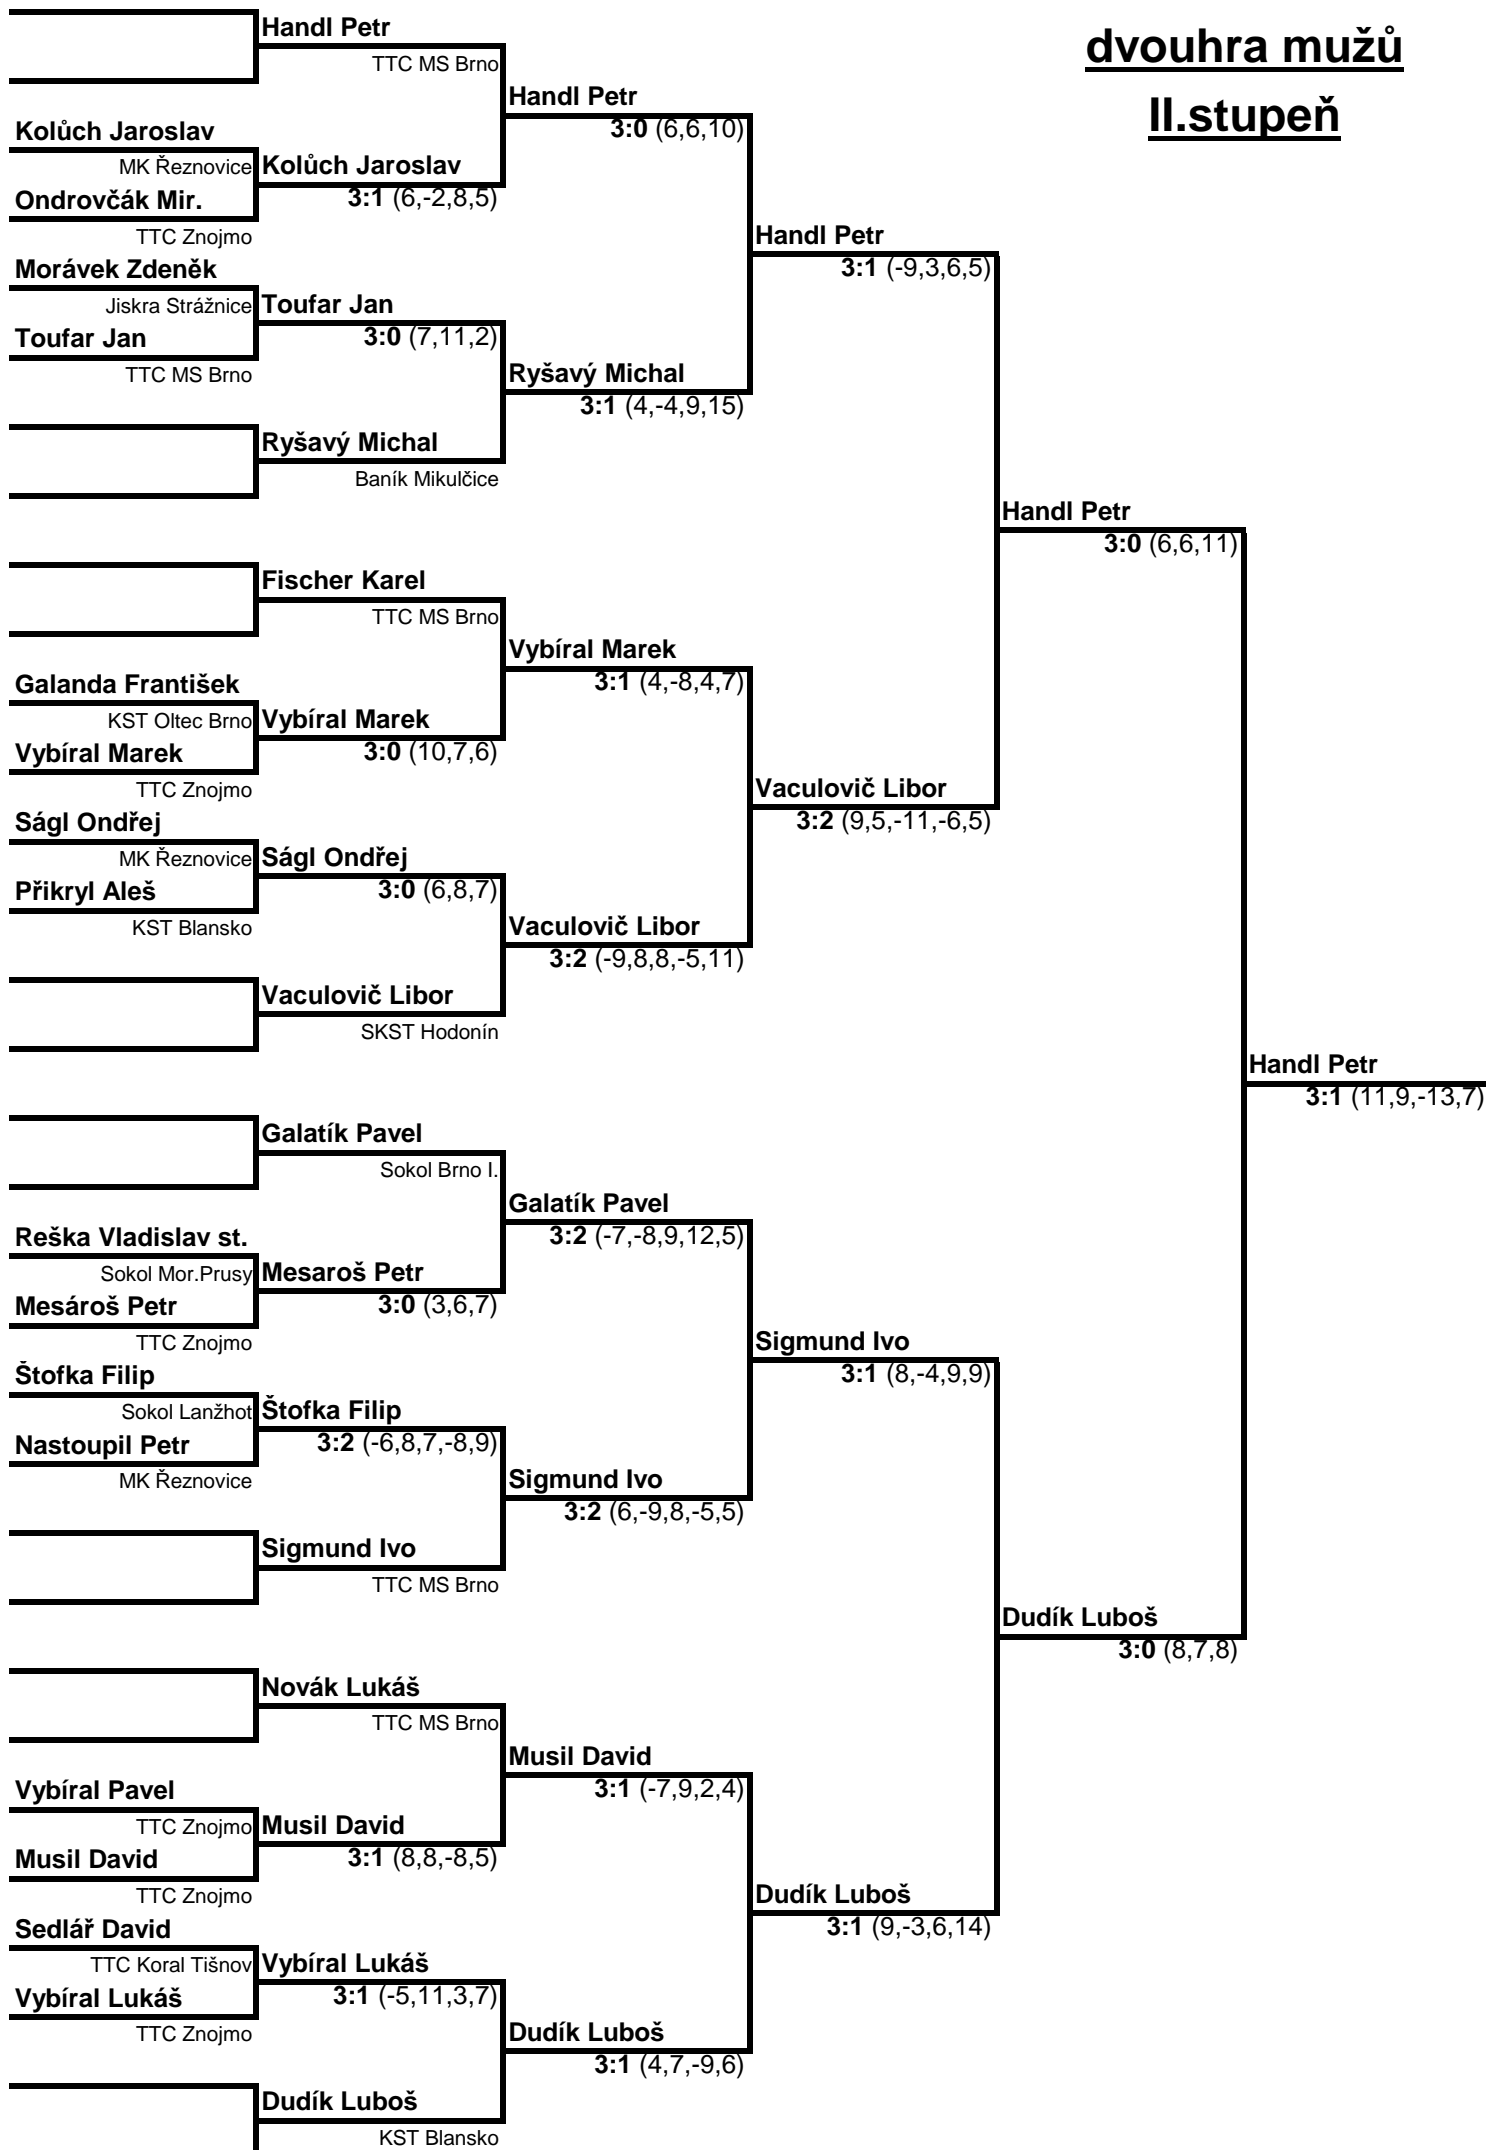 dvouhra mužů
II.stupeň
Handl Petr
TTC MS Brno
Handl Petr
3:0 (6,6,10)
Kolůch Jaroslav
MK Řeznovice
Kolůch Jaroslav
3:1 (6,-2,8,5)
Ondrovčák Mir.
TTC Znojmo
Handl Petr
3:1 (-9,3,6,5)
Morávek Zdeněk
Jiskra Strážnice
Toufar Jan
3:0 (7,11,2)
Toufar Jan
TTC MS Brno
Ryšavý Michal
3:1 (4,-4,9,15)
Ryšavý Michal
Baník Mikulčice
Handl Petr
3:0 (6,6,11)
Fischer Karel
TTC MS Brno
Vybíral Marek
3:1 (4,-8,4,7)
Galanda František
KST Oltec Brno
Vybíral Marek
3:0 (10,7,6)
Vybíral Marek
TTC Znojmo
Vaculovič Libor
3:2 (9,5,-11,-6,5)
Ságl Ondřej
MK Řeznovice
Ságl Ondřej
3:0 (6,8,7)
Přikryl Aleš
KST Blansko
Vaculovič Libor
3:2 (-9,8,8,-5,11)
Vaculovič Libor
SKST Hodonín
Handl Petr
3:1 (11,9,-13,7)
Galatík Pavel
Sokol Brno I.
Galatík Pavel
3:2 (-7,-8,9,12,5)
Reška Vladislav st.
Sokol Mor.Prusy
Mesaroš Petr
3:0 (3,6,7)
Mesároš Petr
TTC Znojmo
Sigmund Ivo
3:1 (8,-4,9,9)
Štofka Filip
Sokol Lanžhot
Štofka Filip
3:2 (-6,8,7,-8,9)
Nastoupil Petr
MK Řeznovice
Sigmund Ivo
3:2 (6,-9,8,-5,5)
Sigmund Ivo
TTC MS Brno
Dudík Luboš
3:0 (8,7,8)
Novák Lukáš
TTC MS Brno
Musil David
3:1 (-7,9,2,4)
Vybíral Pavel
TTC Znojmo
Musil David
3:1 (8,8,-8,5)
Musil David
TTC Znojmo
Dudík Luboš
3:1 (9,-3,6,14)
Sedlář David
TTC Koral Tišnov
Vybíral Lukáš
3:1 (-5,11,3,7)
Vybíral Lukáš
TTC Znojmo
Dudík Luboš
3:1 (4,7,-9,6)
Dudík Luboš
KST Blansko